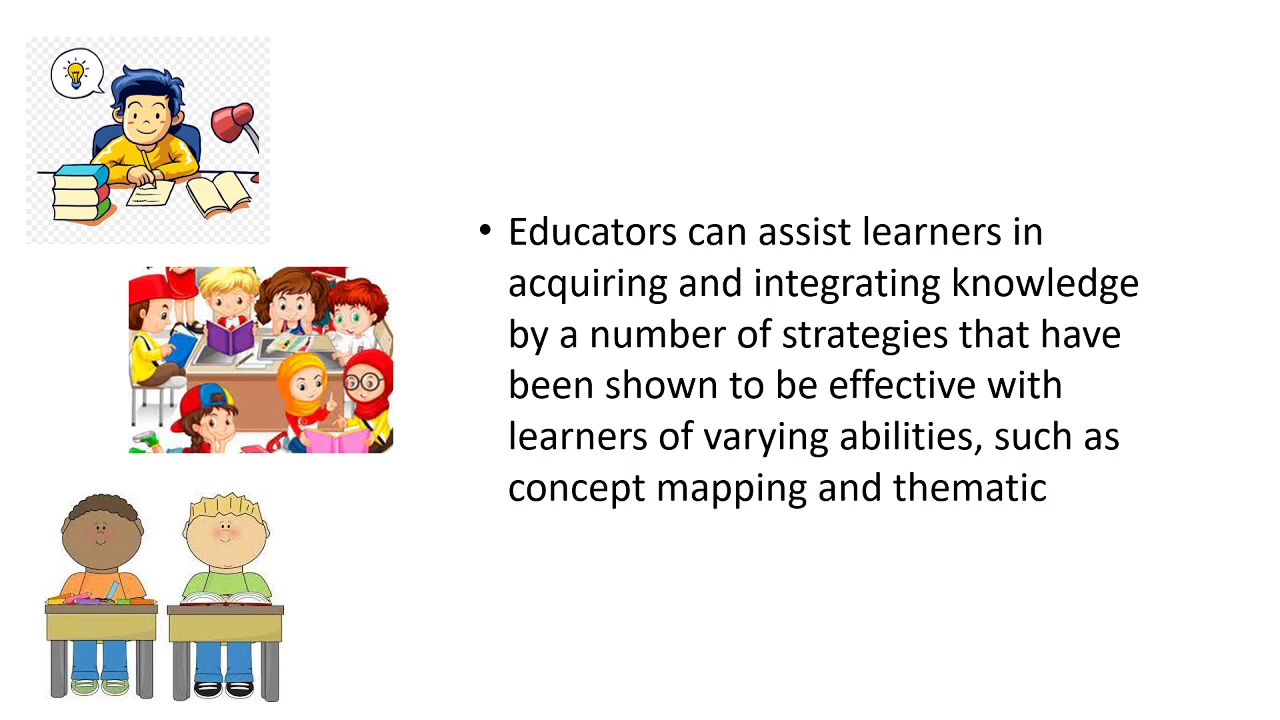 • Educators can assist learners in
acquiring and integrating knowledge
by a number of strategies that have
been shown to be effective with
learners of varying abilities, such as
concept mapping and thematic